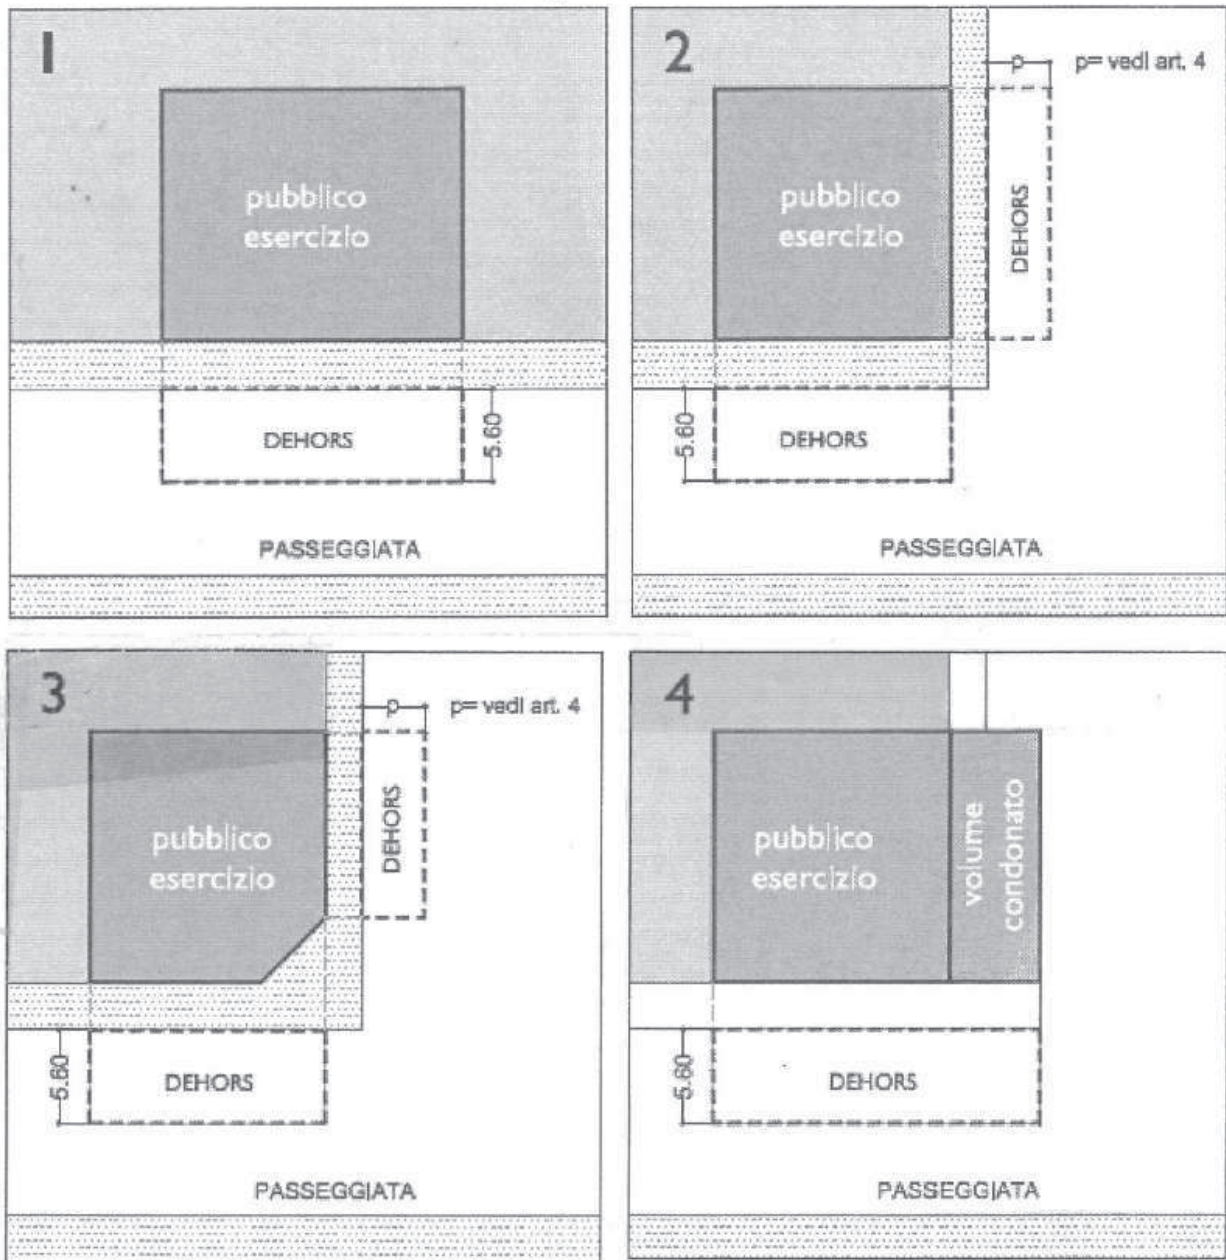 1
pubblico
esercizio
DEHORS
5.60
PASSEGGIATA
2
p
p= vedi art. 4
pubblico
esercizio
DEHORS
5.60
DEHORS
PASSEGGIATA
3
p
p= vedi art. 4
pubblico
esercizio
DEHORS
5.60
DEHORS
PASSEGGIATA
4
pubblico
esercizio
volume
condonato
5.60
DEHORS
PASSEGGIATA